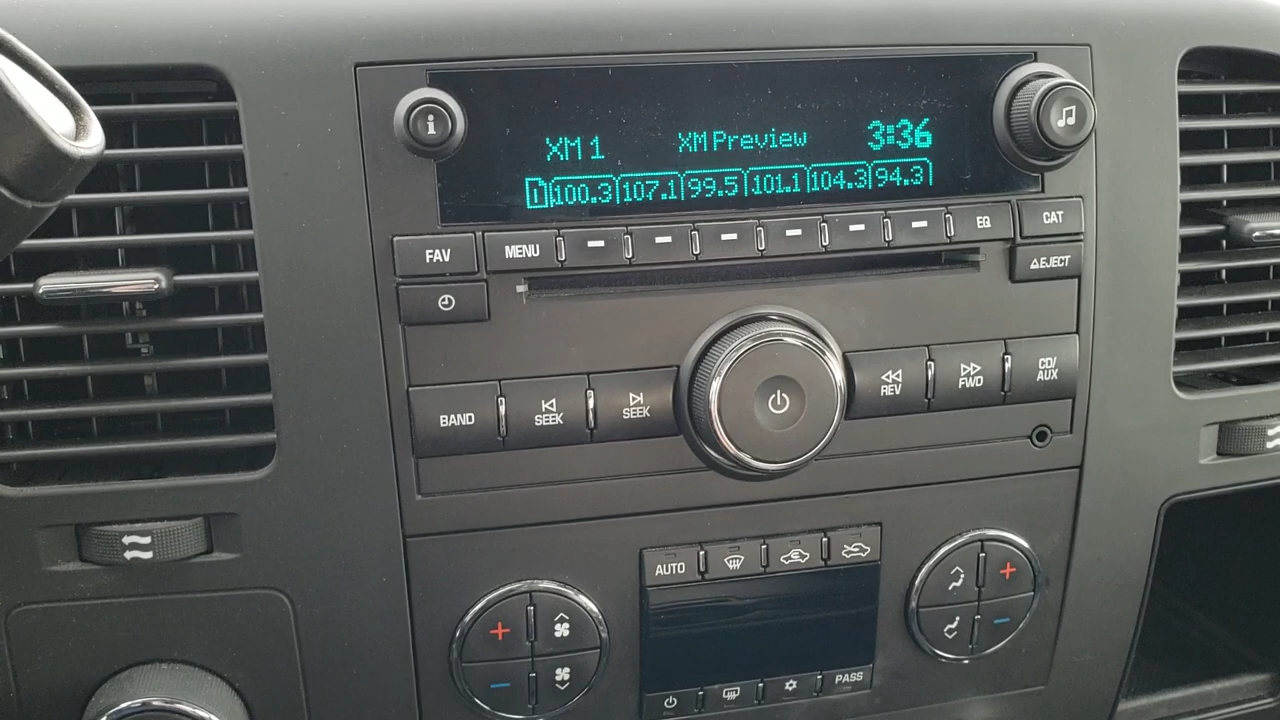 XM 1 XM Preview 3:36
1 100.3 107.1 99.5 101.1 104.3 94.3
FAV MENU EQ CAT
EJECT
BAND SEEK SEEK REV FWD CD/AUX
AUTO
PASS